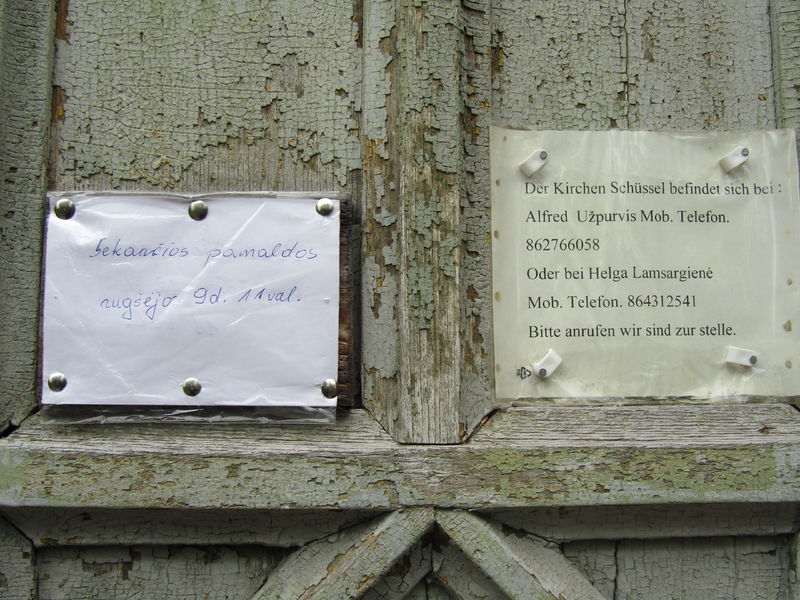 Sekančios pamaldos
rugsėjo 9d. 11val.
Der Kirchen Schüssel befindet sich bei :
Alfred Užpurvis Mob. Telefon.
862766058
Oder bei Helga Lamsargienė
Mob. Telefon. 864312541
Bitte anrufen wir sind zur stelle.